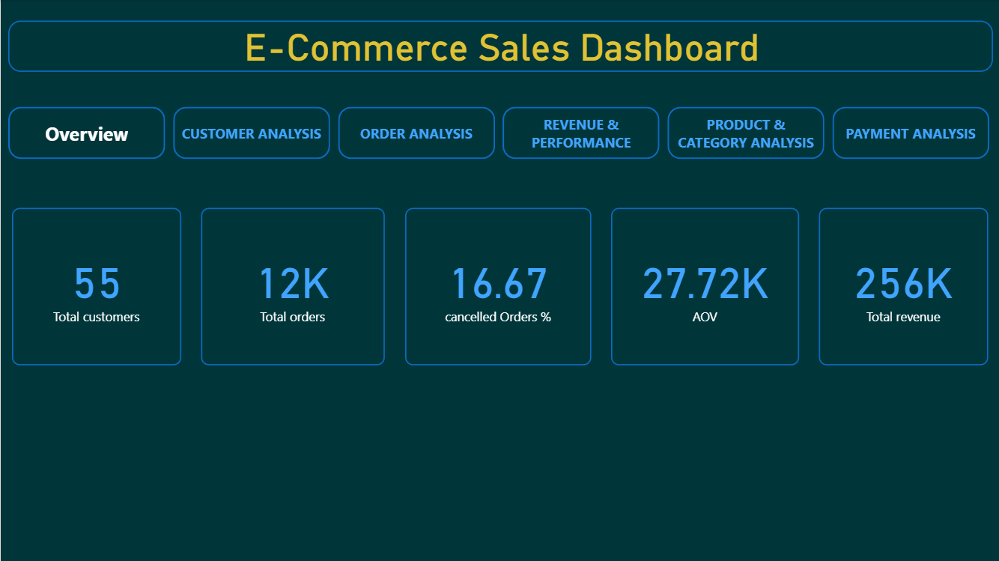 E-Commerce Sales Dashboard
Overview
CUSTOMER ANALYSIS
ORDER ANALYSIS
REVENUE &
PERFORMANCE
PRODUCT &
CATEGORY ANALYSIS
PAYMENT ANALYSIS
55
Total customers
12K
Total orders
16.67
cancelled Orders %
27.72K
AOV
256K
Total revenue